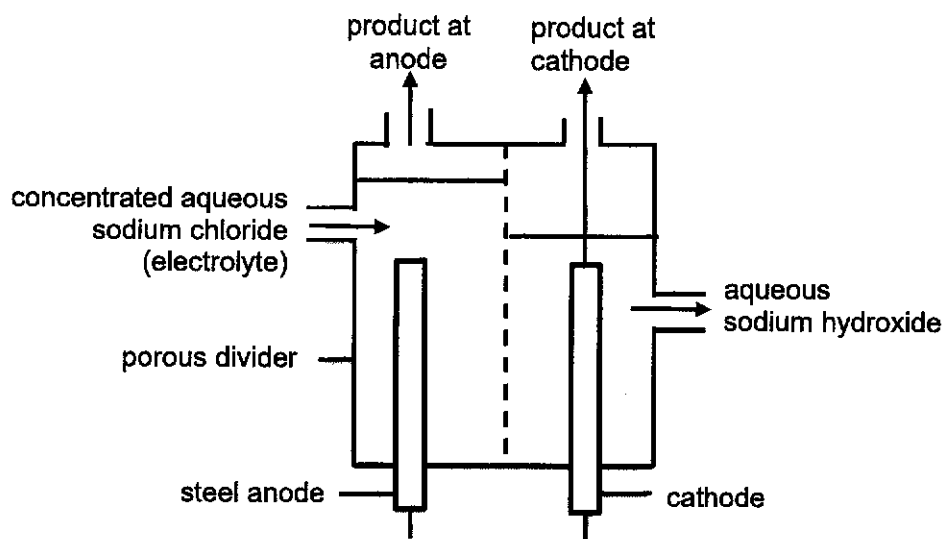 product at
anode
product at
cathode
concentrated aqueous
sodium chloride
(electrolyte)
aqueous
sodium hydroxide
porous divider
steel anode
cathode